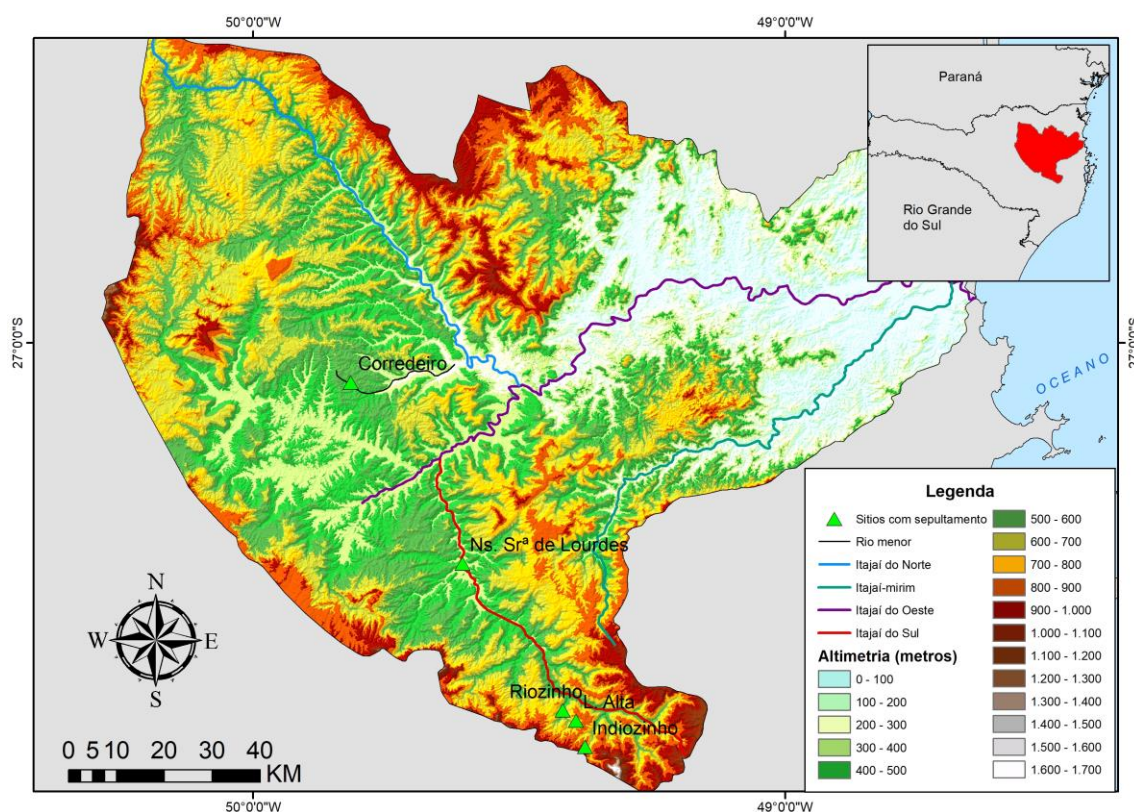 50°0'0"W
49°0'0"W
Paraná
Rio Grande
do Sul
27°0'0"S
27°0'0"S
OCEANO
Corredeiro
Ns. Srª de Lourdes
Riozinho
L. Alta
Indiozinho
N
W
E
S
0 5 10 20 30 40
KM
Legenda
Sitios com sepultamento
Rio menor
Itajaí do Norte
Itajaí-mirim
Itajaí do Oeste
Itajaí do Sul
Altimetria (metros)
0 - 100
100 - 200
200 - 300
300 - 400
400 - 500
500 - 600
600 - 700
700 - 800
800 - 900
900 - 1.000
1.000 - 1.100
1.100 - 1.200
1.200 - 1.300
1.300 - 1.400
1.400 - 1.500
1.500 - 1.600
1.600 - 1.700
50°0'0"W
49°0'0"W